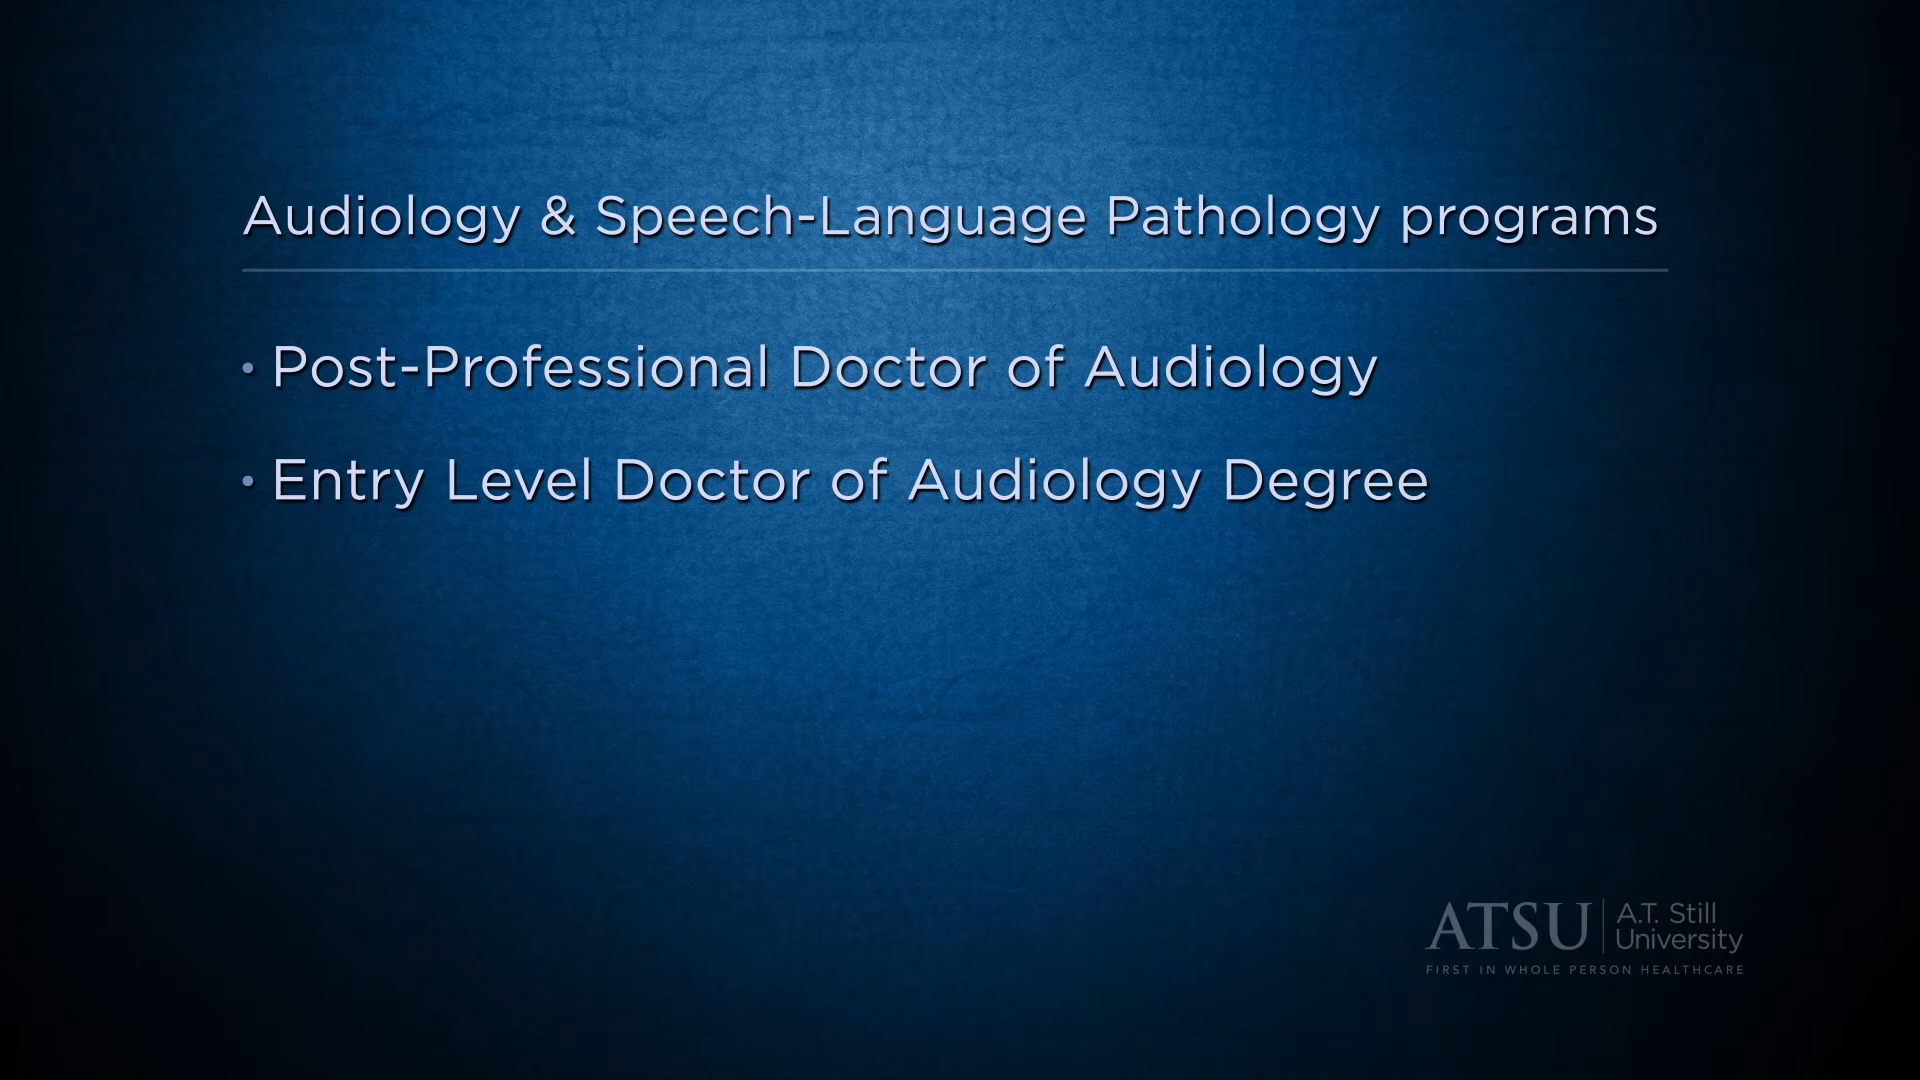 Audiology & Speech-Language Pathology programs
• Post-Professional Doctor of Audiology
• Entry Level Doctor of Audiology Degree
ATSU A.T. Still University
FIRST IN WHOLE PERSON HEALTHCARE